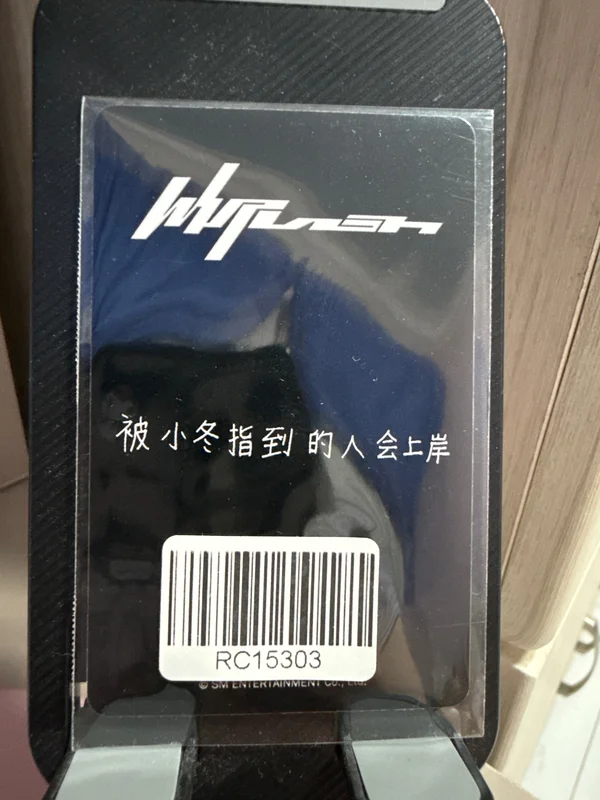 Whiplash
被小冬指到的人会上岸
RC15303
© SM ENTERTAINMENT Co., Ltd.